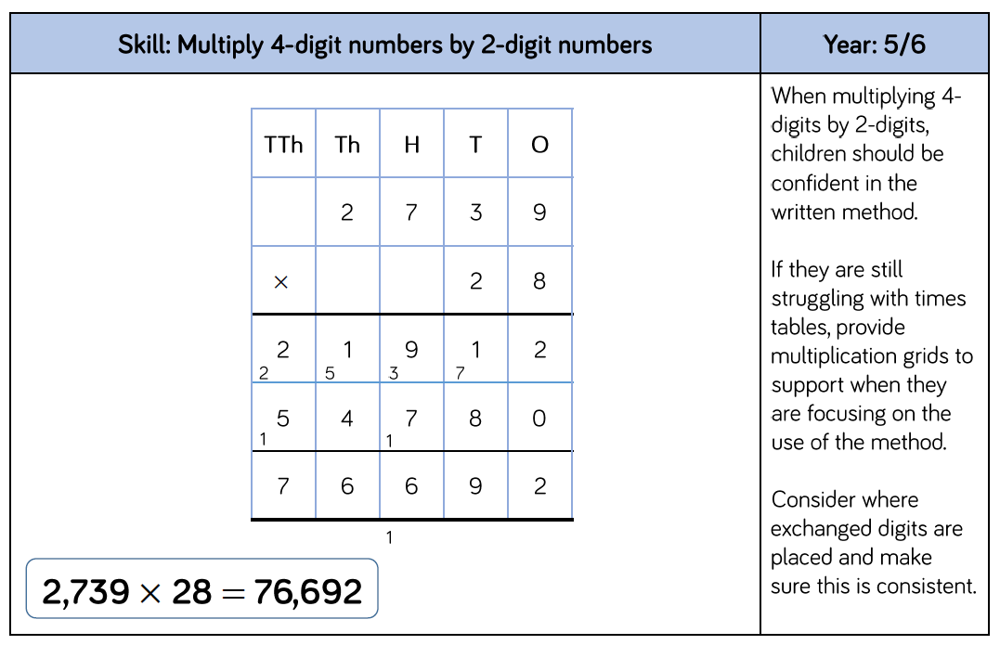 Skill: Multiply 4-digit numbers by 2-digit numbers
Year: 5/6
TTh Th H T O
2 7 3 9
× 2 8
2 1 9 1 2
2 5 3 7
5 4 7 8 0
1 1
7 6 6 9 2
1
2,739 × 28 = 76,692
When multiplying 4-
digits by 2-digits,
children should be
confident in the
written method.
If they are still
struggling with times
tables, provide
multiplication grids to
support when they
are focusing on the
use of the method.
Consider where
exchanged digits are
placed and make
sure this is consistent.